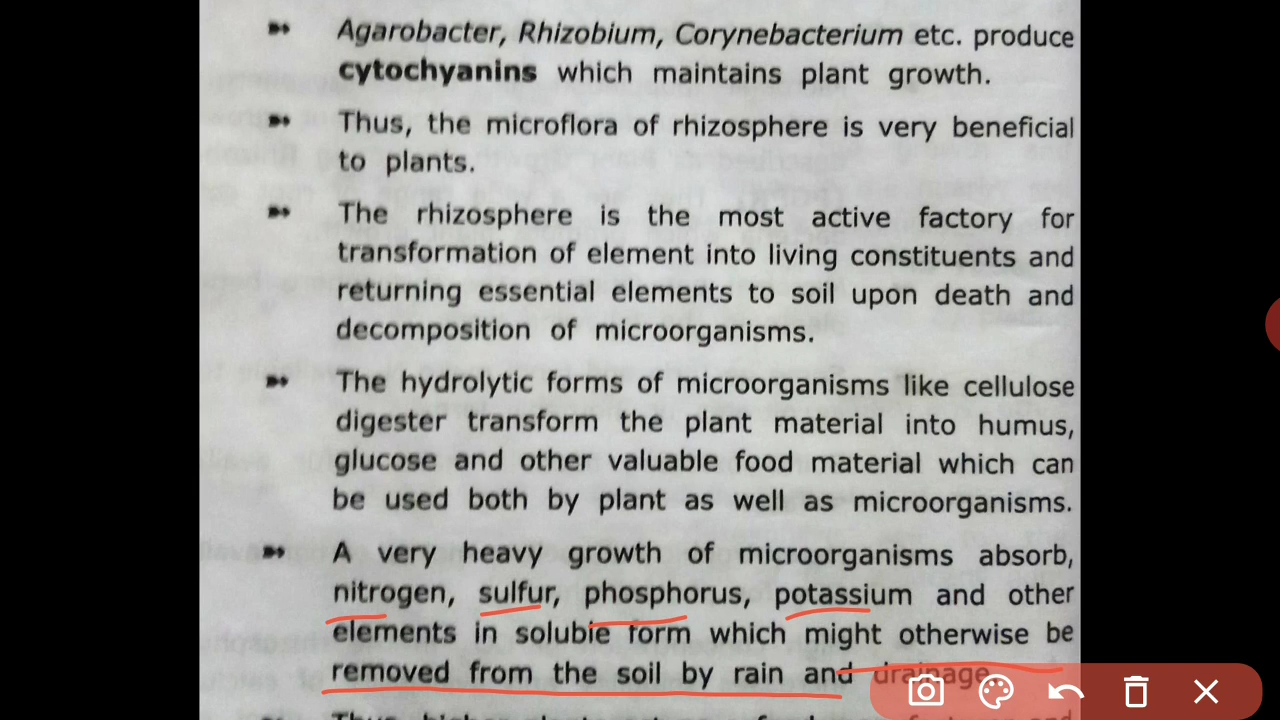 Agarobacter, Rhizobium, Corynebacterium etc. produce
cytochyanins which maintains plant growth.
Thus, the microflora of rhizosphere is very beneficial
to plants.
The rhizosphere is the most active factory for
transformation of element into living constituents and
returning essential elements to soil upon death and
decomposition of microorganisms.
The hydrolytic forms of microorganisms like cellulose
digester transform the plant material into humus,
glucose and other valuable food material which can
be used both by plant as well as microorganisms.
A very heavy growth of microorganisms absorb,
nitrogen, sulfur, phosphorus, potassium and other
elements in soluble form which might otherwise be
removed from the soil by rain and drainage.